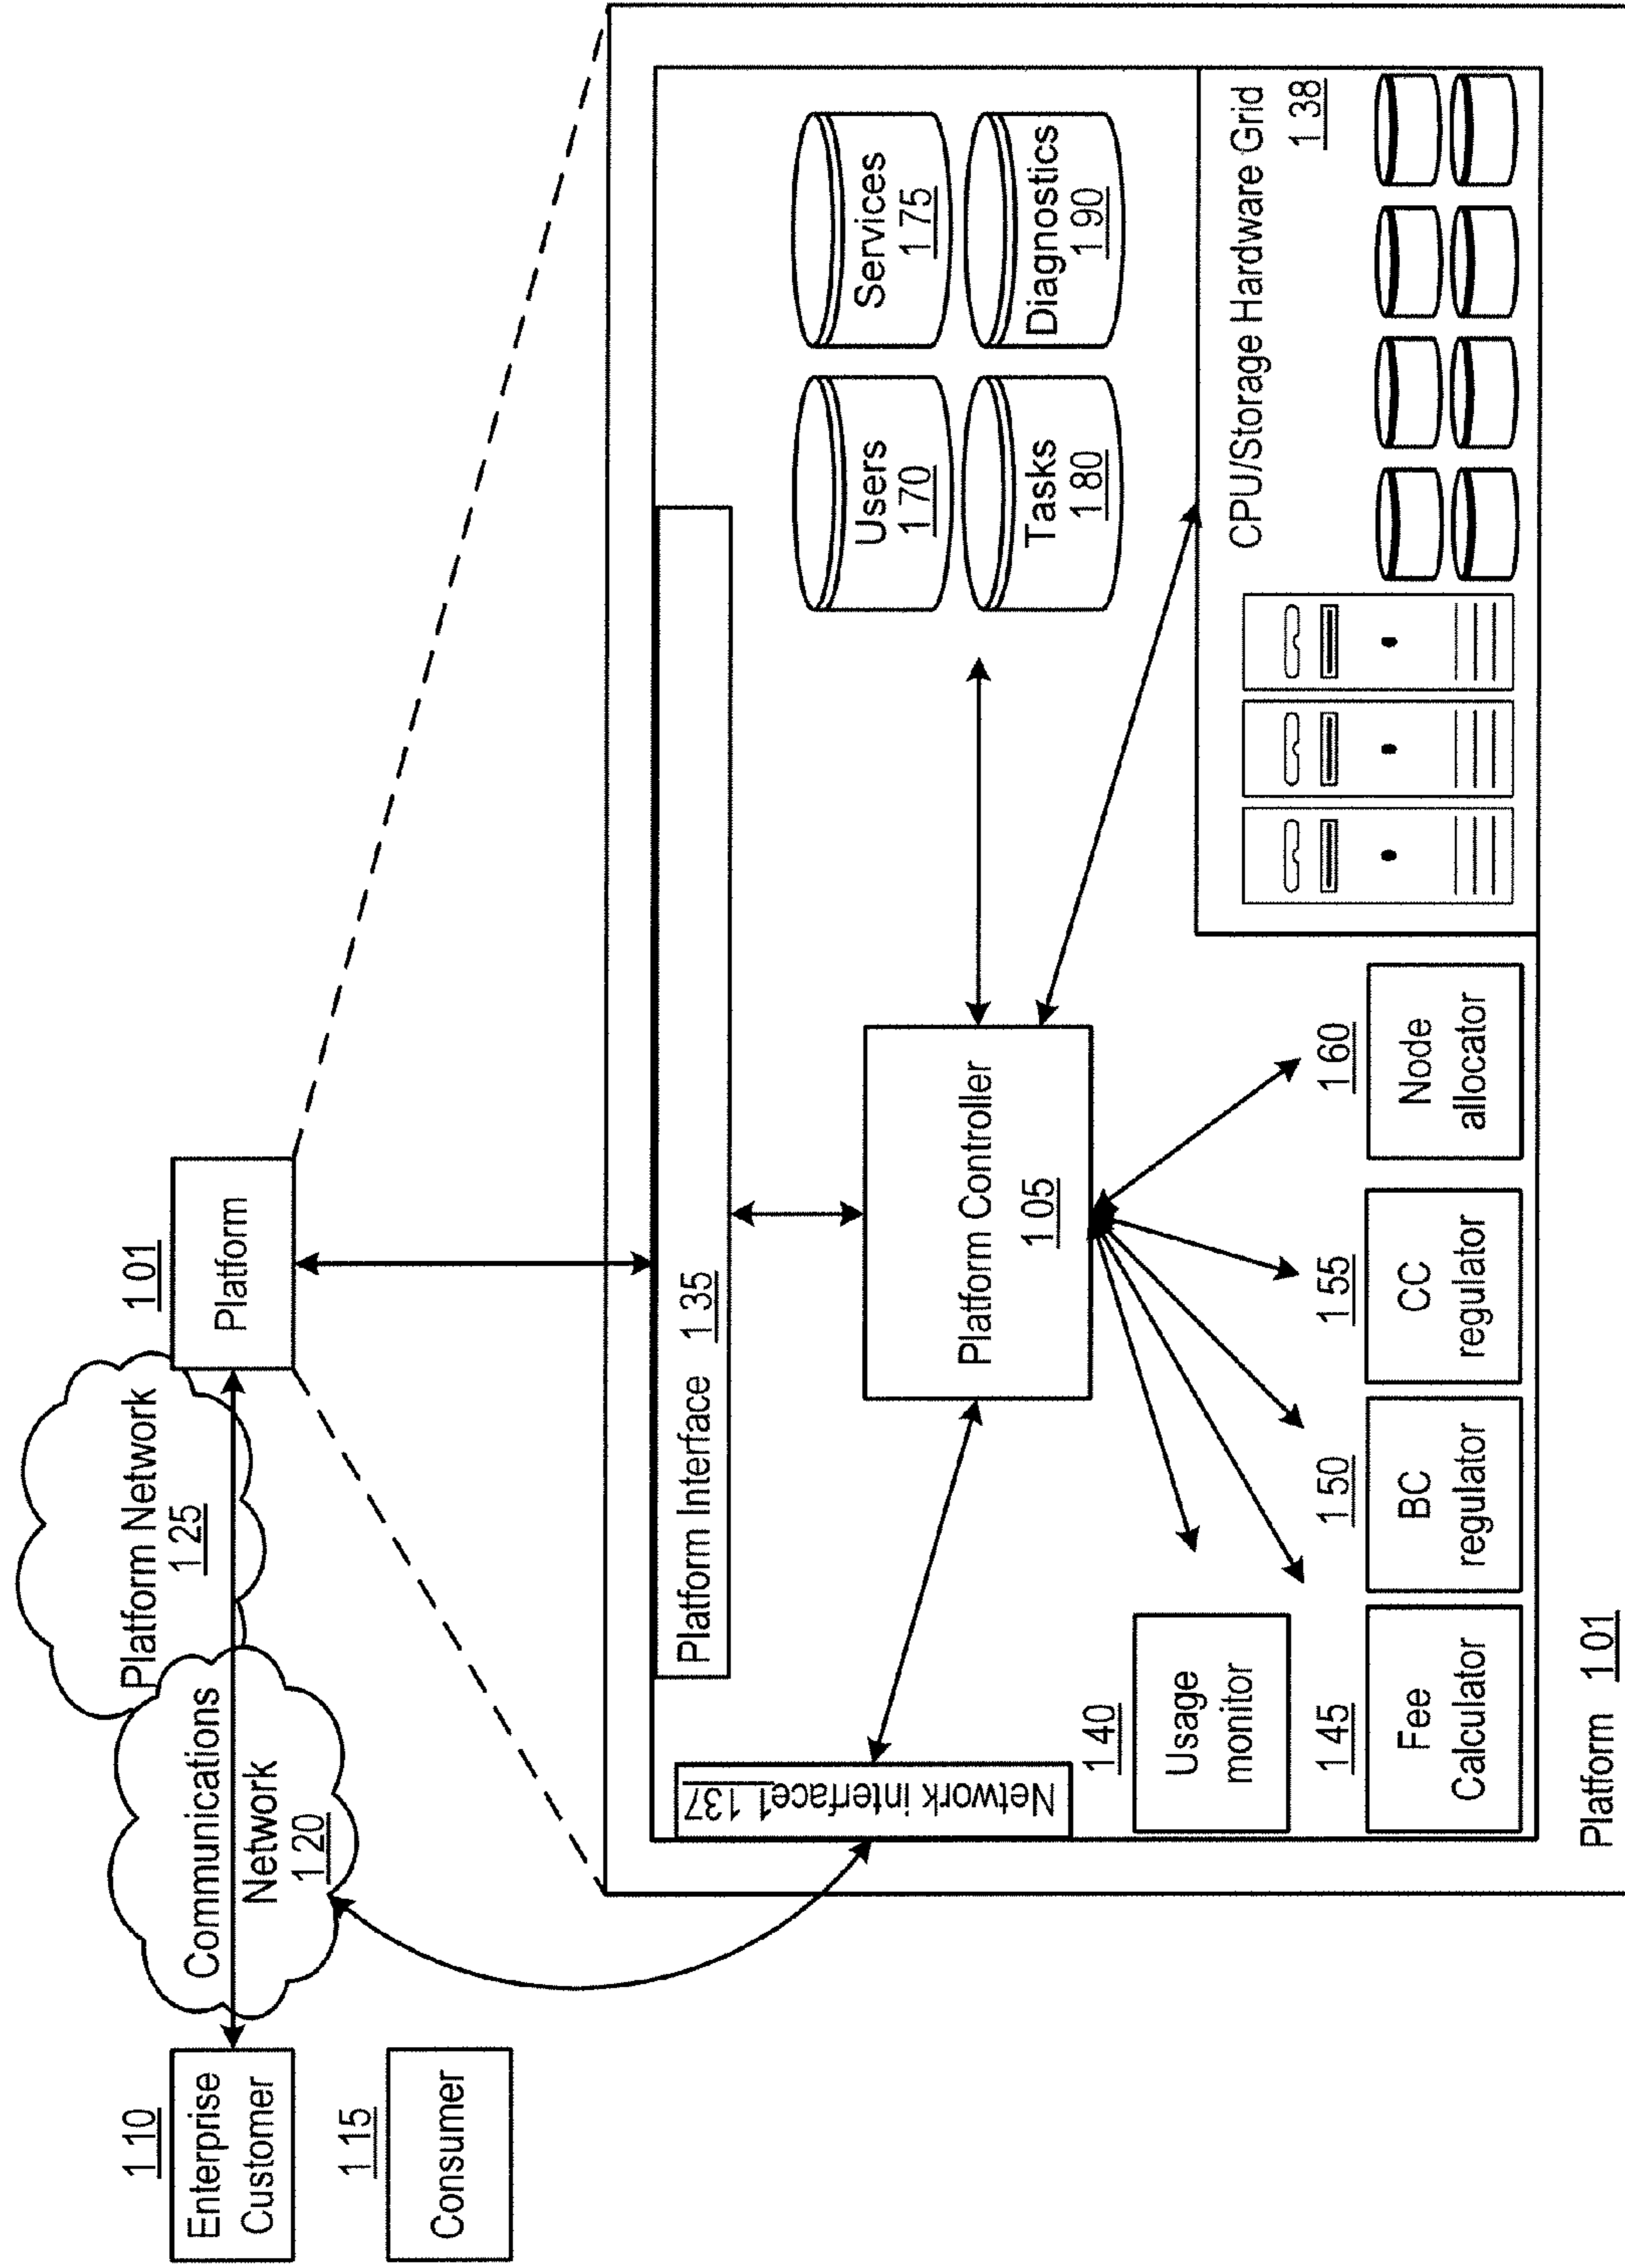 110
Enterprise
Customer
115
Consumer
Communications
Network
120
Platform Network
125
101
Platform
Platform Interface 135
Network interface1 137
Platform Controller
105
Users
170
Services
175
Tasks
180
Diagnostics
190
CPU/Storage Hardware Grid
138
140
Usage
monitor
145
Fee
Calculator
150
BC
regulator
155
CC
regulator
160
Node
allocator
Platform 101